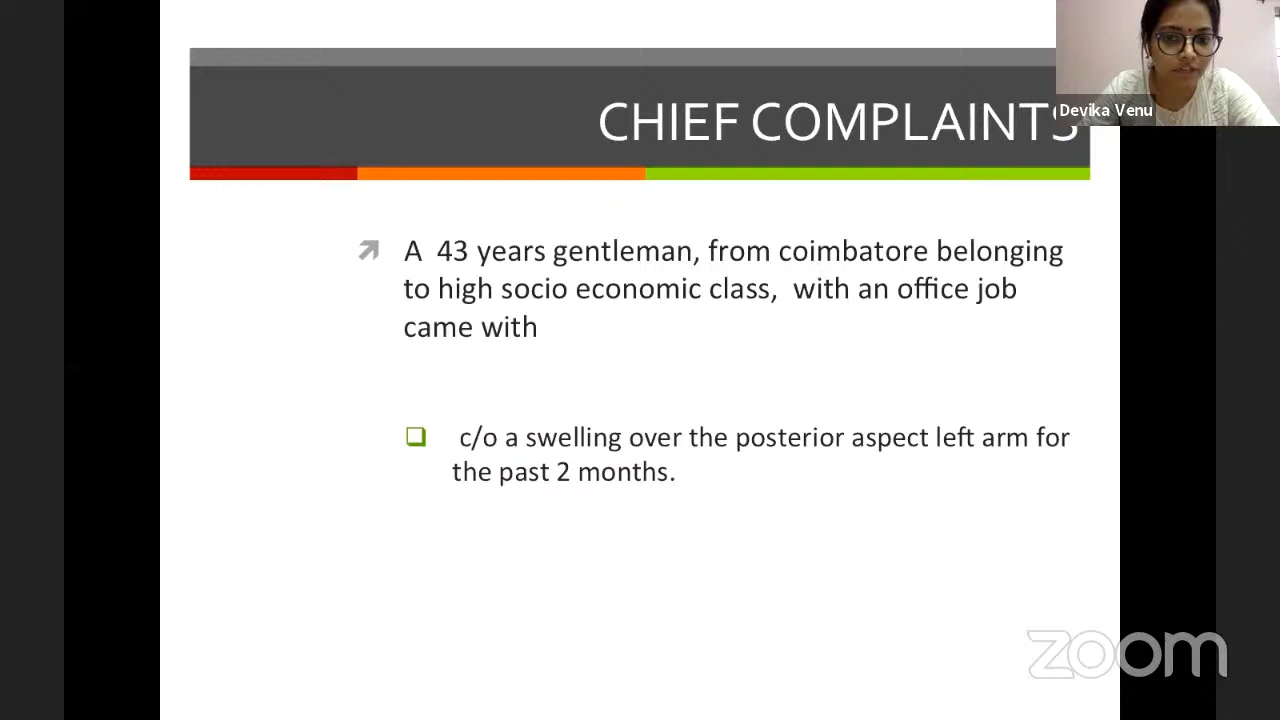 CHIEF COMPLAINTS
Devika Venu
A 43 years gentleman, from coimbatore belonging
to high socio economic class, with an office job
came with
c/o a swelling over the posterior aspect left arm for
the past 2 months.
zoom